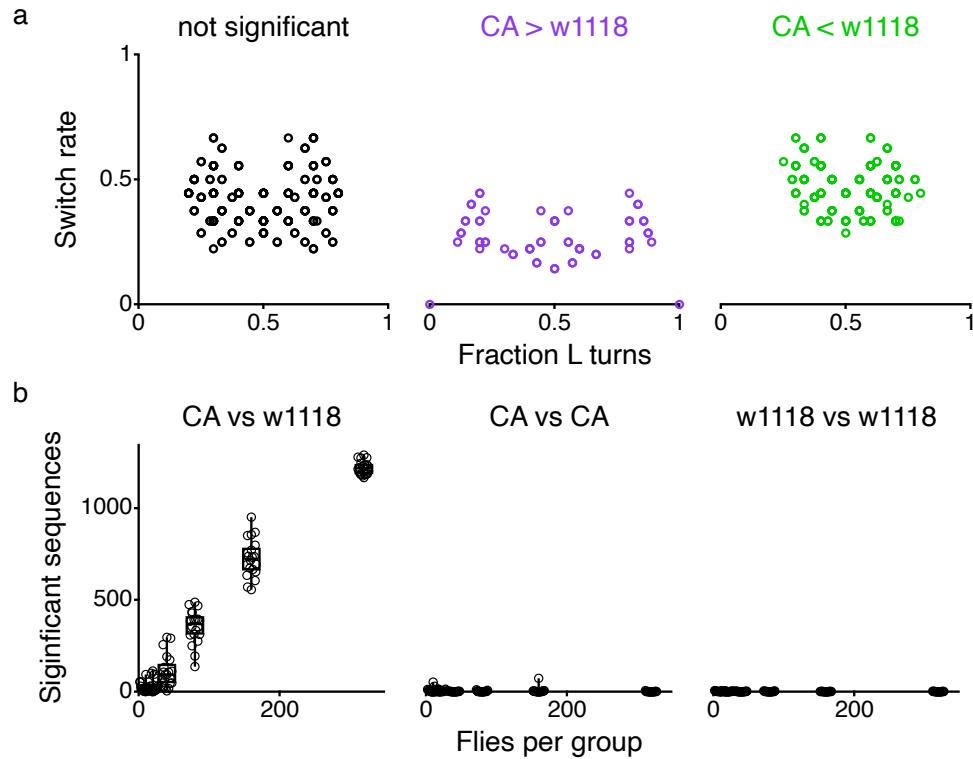 a
not significant
CA > w1118
CA < w1118
Switch rate
1
0.5
0
0 0.5 1
0 0.5 1
0 0.5 1
Fraction L turns
b
CA vs w1118
CA vs CA
w1118 vs w1118
Siginficant sequences
1000
500
0
0 200
0 200
0 200
Flies per group